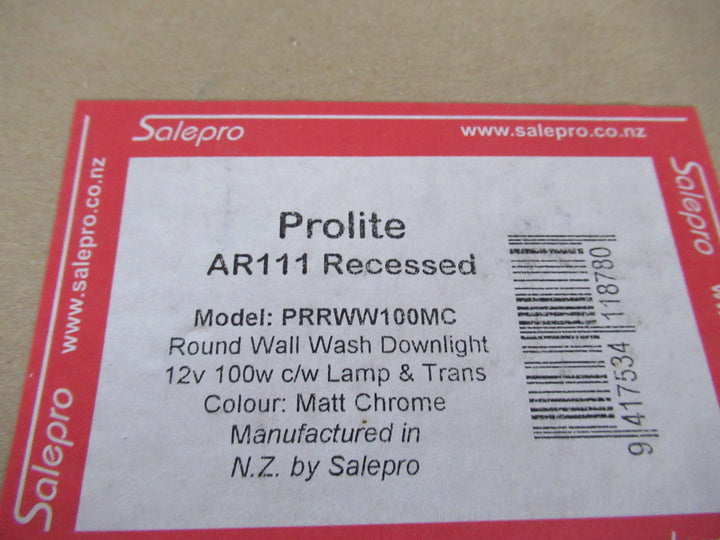 Salepro
www.salepro.co.nz
www.salepro.co.nz
Salepro
Salepro
Prolite
AR111 Recessed
Model: PRRWW100MC
Round Wall Wash Downlight
12v 100w c/w Lamp & Trans
Colour: Matt Chrome
Manufactured in
N.Z. by Salepro
9 417534 118780